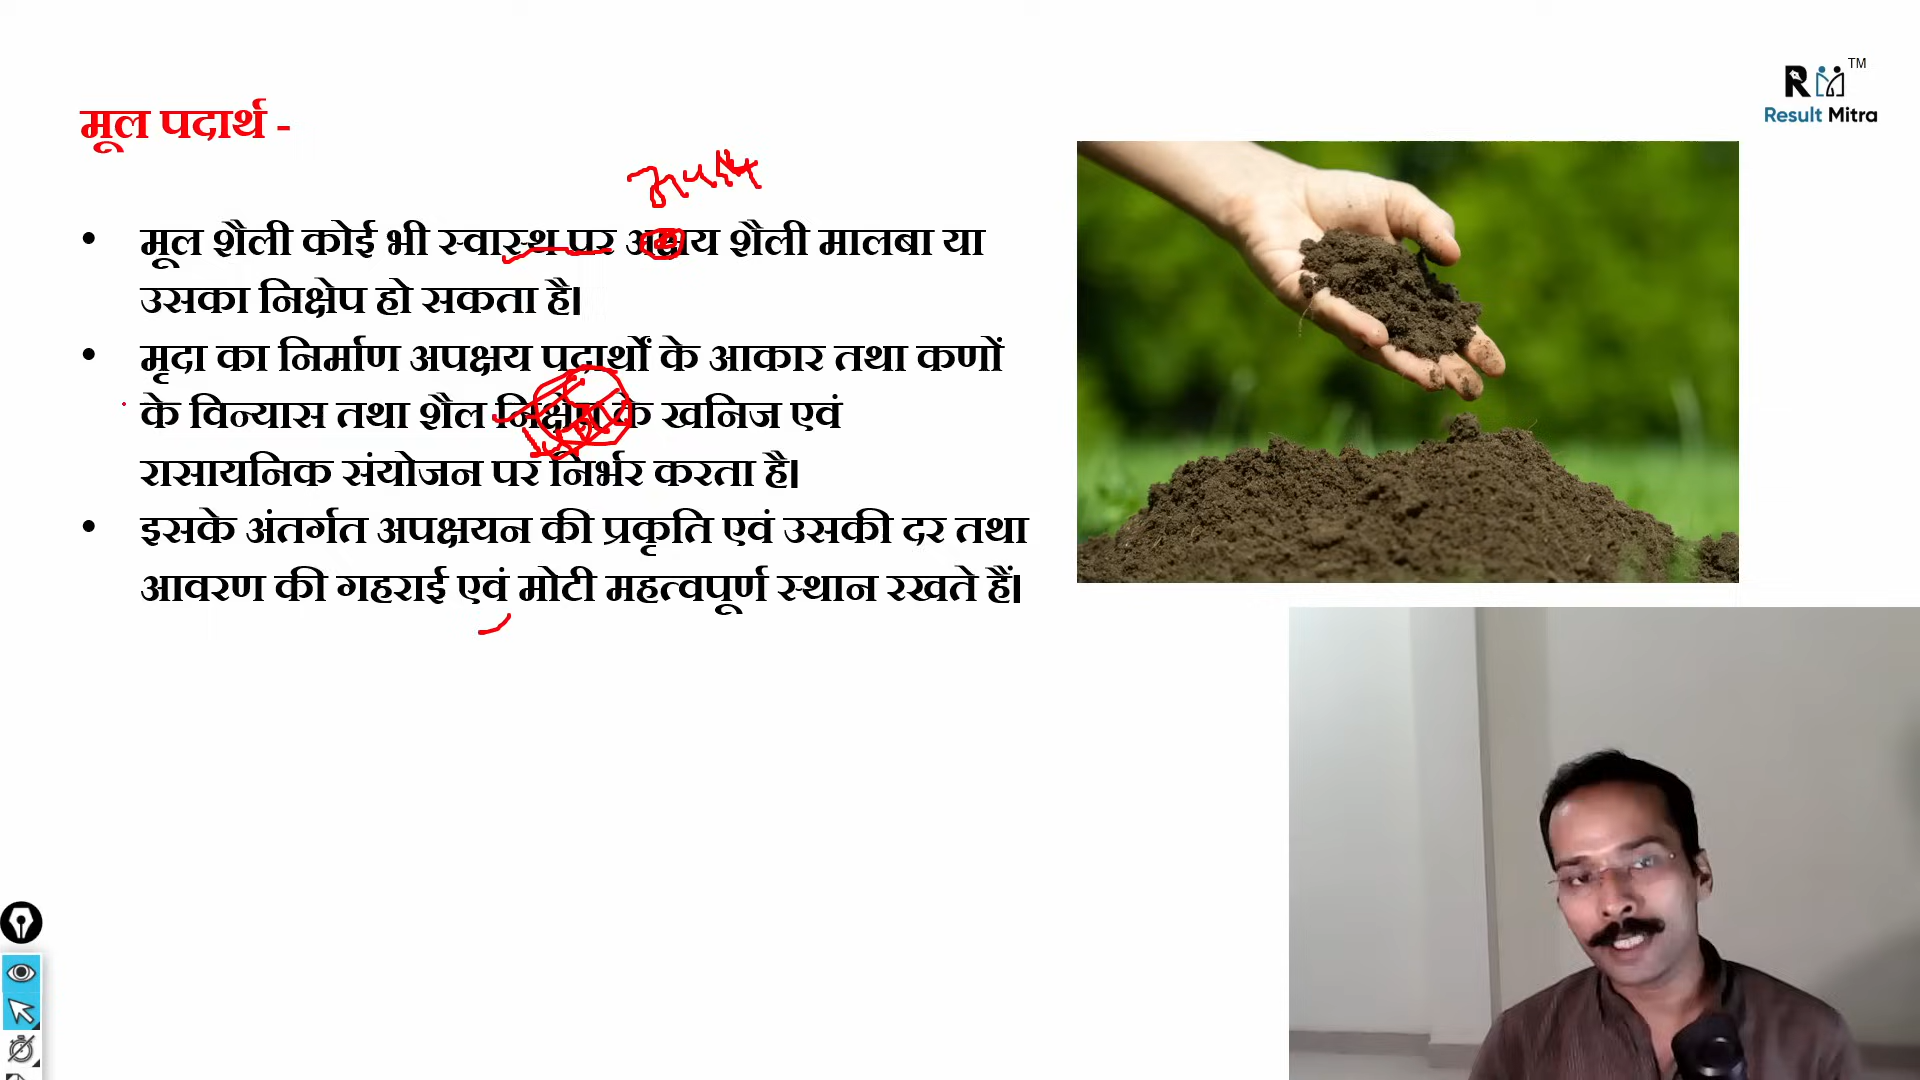 TM
Result Mitra
मूल पदार्थ -
अपक्षय
• मूल शैली कोई भी स्वास्थ पर शैली मालबा या
उसका निक्षेप हो सकता है।
• मृदा का निर्माण अपक्षय पदार्थों के आकार तथा कणों
के विन्यास तथा शैल निक्षेप के खनिज एवं
रासायनिक संयोजन पर निर्भर करता है।
• इसके अंतर्गत अपक्षयन की प्रकृति एवं उसकी दर तथा
आवरण की गहराई एवं मोटी महत्वपूर्ण स्थान रखते हैं।